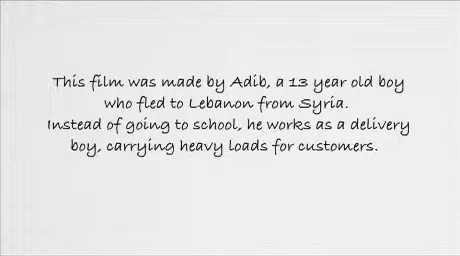 This film was made by Adib, a 13 year old boy
who fled to Lebanon from Syria.
Instead of going to school, he works as a delivery
boy, carrying heavy loads for customers.